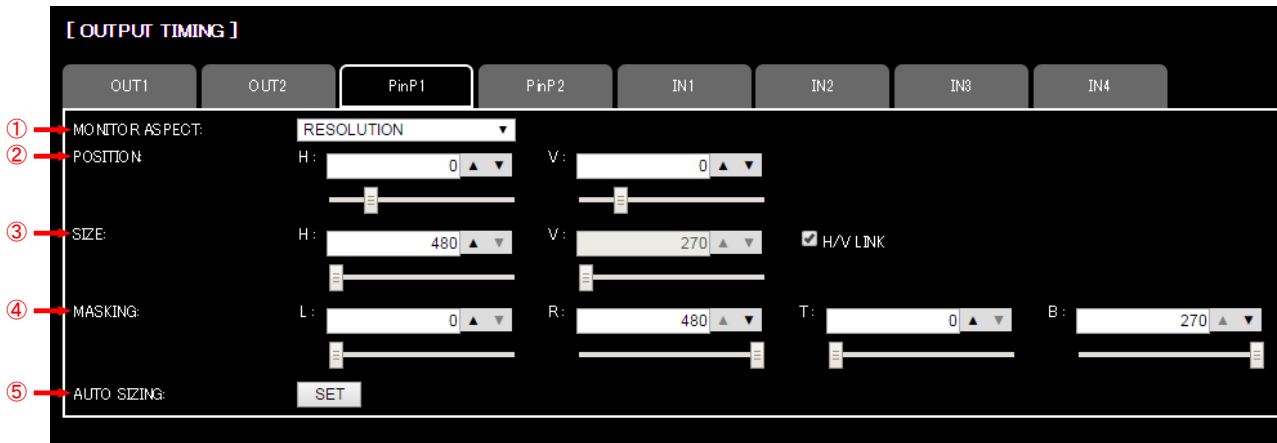 [ OUTPUT TIMING ]
OUT1 OUT2 PinP1 PinP2 IN1 IN2 IN3 IN4
① MONITOR ASPECT: RESOLUTION ▼
② POSITION: H : 0 ▲ ▼ V : 0 ▲ ▼
③ SIZE: H : 480 ▲ ▼ V : 270 ▲ ▼ H/V LINK
④ MASKING: L : 0 ▲ ▼ R : 480 ▲ ▼ T : 0 ▲ ▼ B : 270 ▲ ▼
⑤ AUTO SIZING: SET